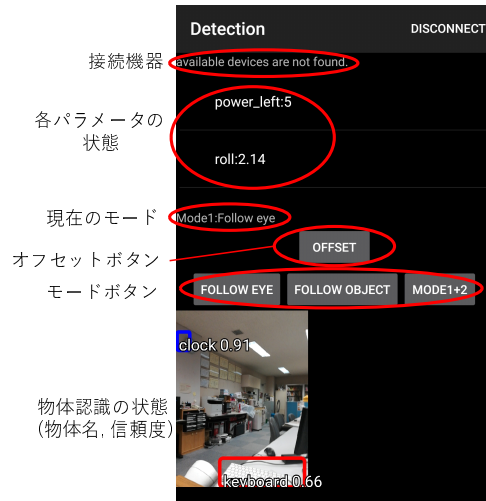 Detection
DISCONNECT
接続機器
available devices are not found.
各パラメータの
状態
power_left:5
roll:2.14
現在のモード
Mode1:Follow eye
オフセットボタン
OFFSET
モードボタン
FOLLOW EYE
FOLLOW OBJECT
MODE1+2
clock 0.91
物体認識の状態
(物体名, 信頼度)
keyboard 0.66